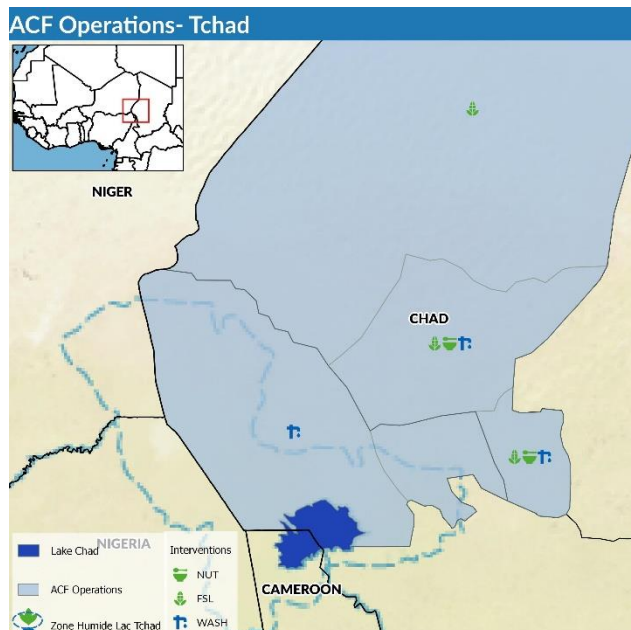 ACF Operations- Tchad
NIGER
CHAD
NIGERIA
CAMEROON
Lake Chad
ACF Operations
Zone Humide Lac Tchad
Interventions
NUT
FSL
WASH